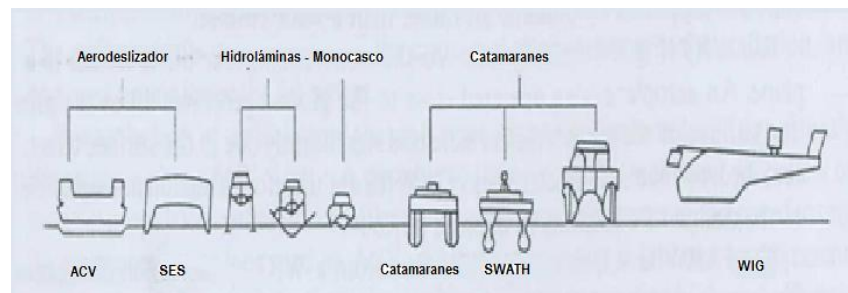 Aerodeslizador Hidroláminas - Monocasco Catamaranes
ACV SES Catamaranes SWATH WIG